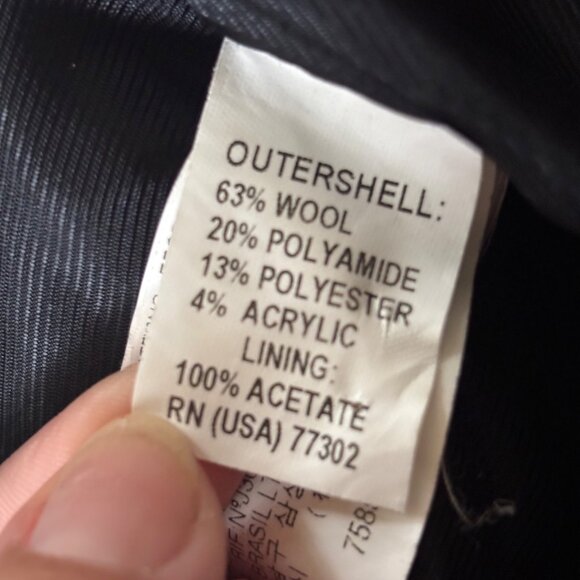 OUTERSHELL:
63% WOOL
20% POLYAMIDE
13% POLYESTER
4% ACRYLIC
LINING:
100% ACETATE
RN (USA) 77302